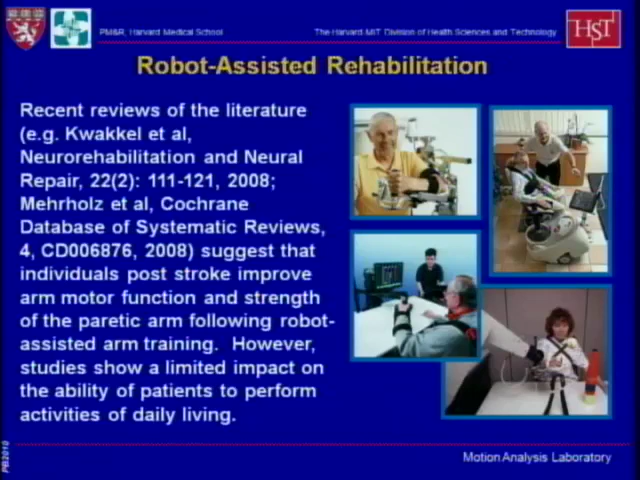 PM&R, Harvard Medical School
The Harvard-MIT Division of Health Sciences and Technology
HST
Robot-Assisted Rehabilitation
Recent reviews of the literature
(e.g. Kwakkel et al,
Neurorehabilitation and Neural
Repair, 22(2): 111-121, 2008;
Mehrholz et al, Cochrane
Database of Systematic Reviews,
4, CD006876, 2008) suggest that
individuals post stroke improve
arm motor function and strength
of the paretic arm following robot-
assisted arm training.  However,
studies show a limited impact on
the ability of patients to perform
activities of daily living.
PB2010
Motion Analysis Laboratory